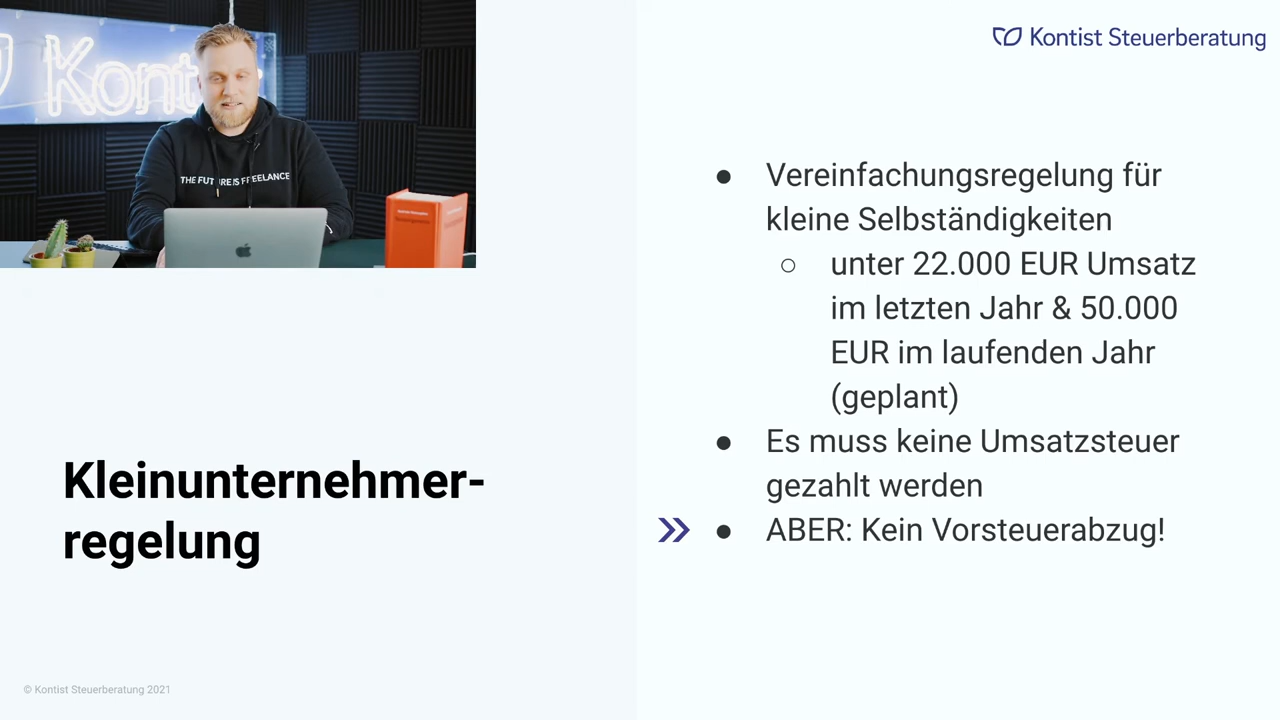 Kont
THE FUTURE IS FREELANCE
Kontist Steuerberatung
Vereinfachungsregelung für
kleine Selbständigkeiten
unter 22.000 EUR Umsatz
im letzten Jahr & 50.000
EUR im laufenden Jahr
(geplant)
Es muss keine Umsatzsteuer
gezahlt werden
ABER: Kein Vorsteuerabzug!
Kleinunternehmer-
regelung
© Kontist Steuerberatung 2021